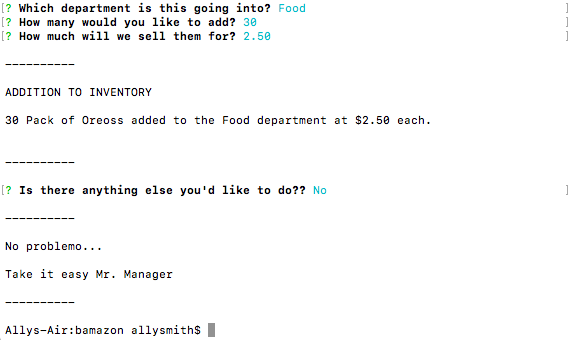 [? Which department is this going into? Food ]
[? How many would you like to add? 30 ]
[? How much will we sell them for? 2.50 ]
----------
ADDITION TO INVENTORY
30 Pack of Oreoss added to the Food department at $2.50 each.
----------
[? Is there anything else you'd like to do?? No ]
----------
No problemo...
Take it easy Mr. Manager
----------
Allys-Air:bamazon allysmith$